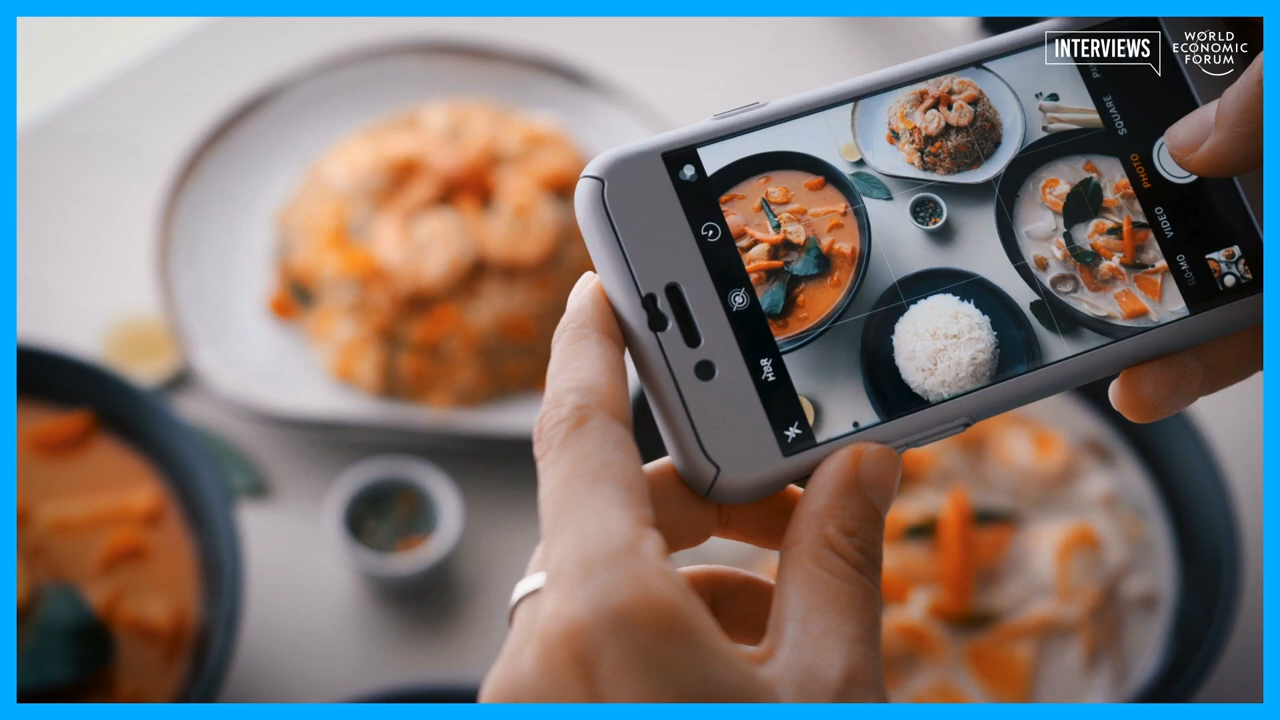 INTERVIEWS
WORLD
ECONOMIC
FORUM
SQUARE
PHOTO
VIDEO
SLO-MO
HDR